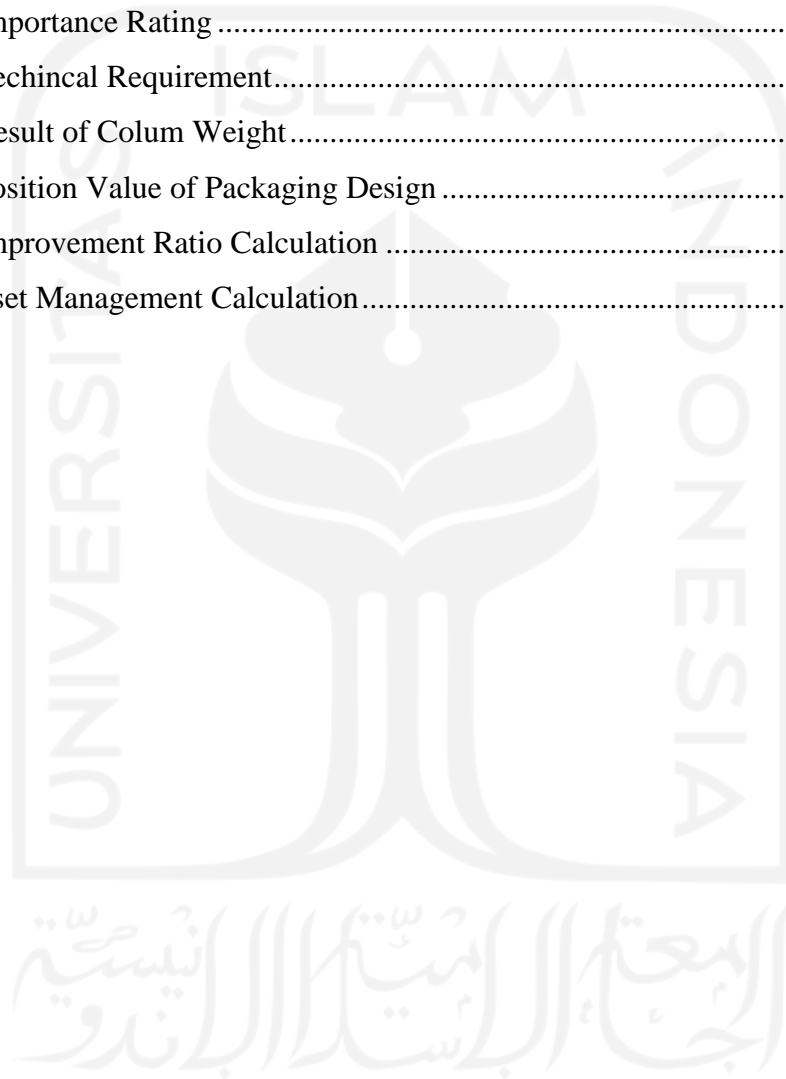 mportance Rating ................................................................
echincal Requirement................................................................
esult of Colum Weight................................................................
osition Value of Packaging Design ................................................................
mprovement Ratio Calculation ................................................................
set Management Calculation................................................................
ISLAM
UNIVERSITAS
INDONESIA